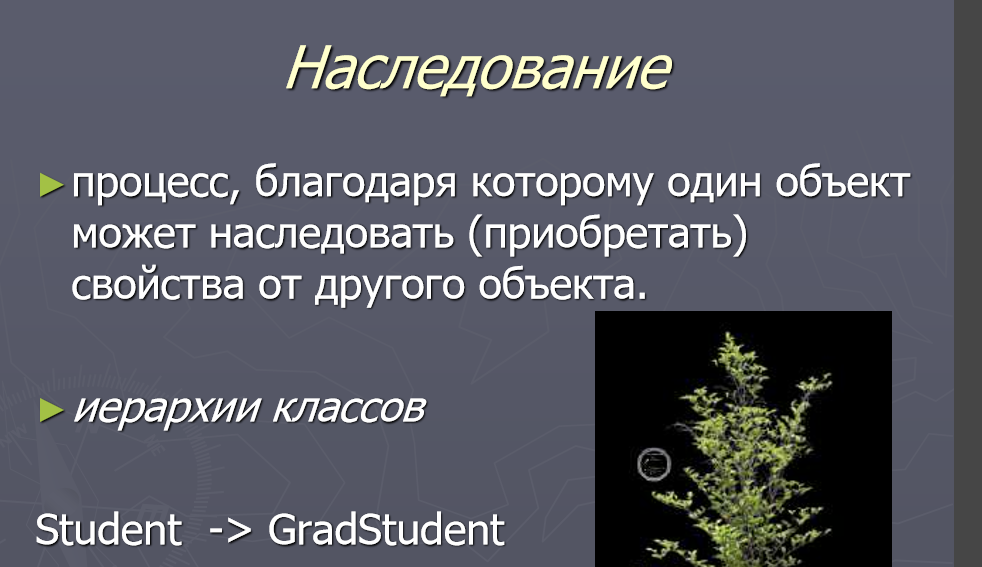 Наследование
процесс, благодаря которому один объект
может наследовать (приобретать)
свойства от другого объекта.
иерархии классов
Student -> GradStudent